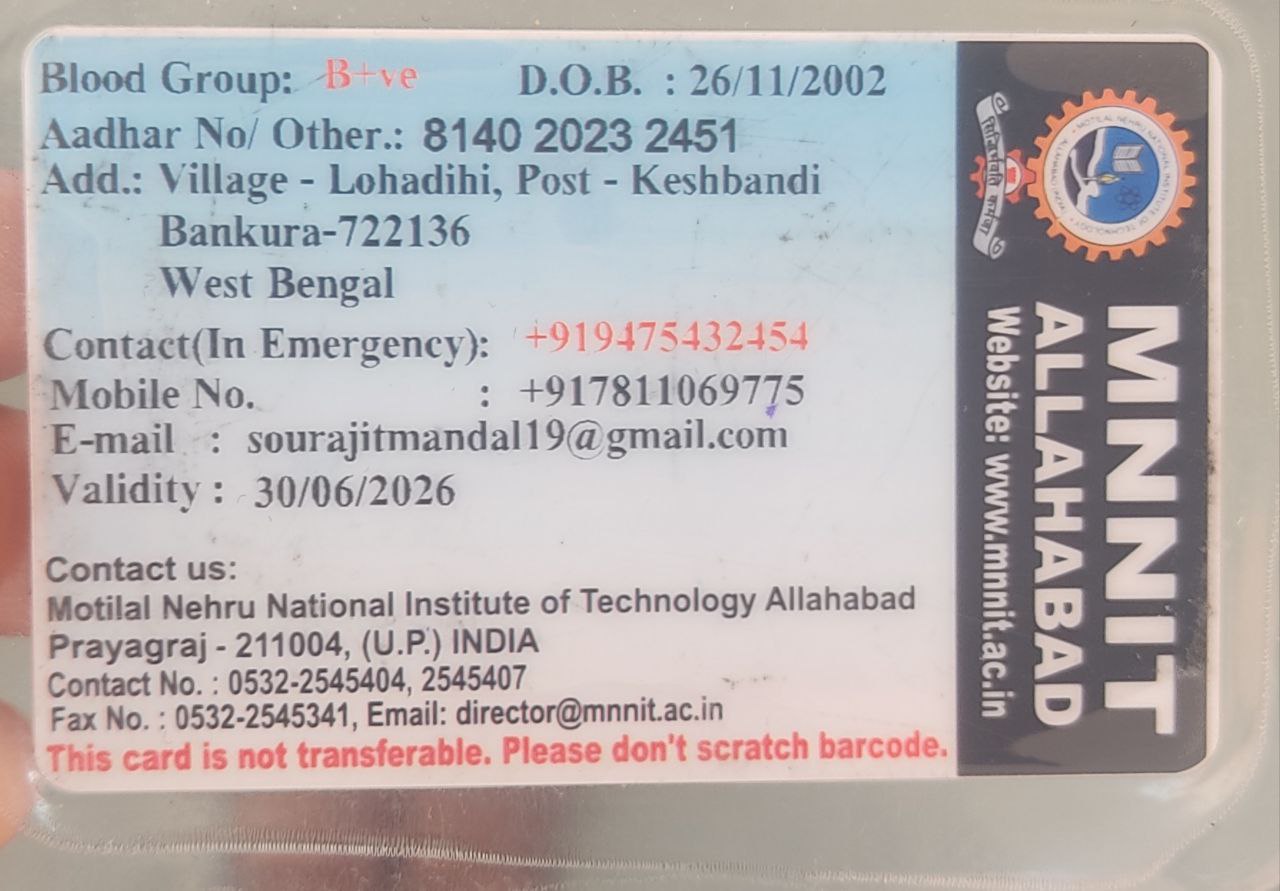 Blood Group: B+ve D.O.B. : 26/11/2002
Aadhar No/ Other.: 8140 2023 2451
Add.: Village - Lohadihi, Post - Keshbandi
Bankura-722136
West Bengal
Contact(In Emergency): +919475432454
Mobile No. : +917811069775
E-mail : sourajitmandal19@gmail.com
Validity : 30/06/2026
Contact us:
Motilal Nehru National Institute of Technology Allahabad
Prayagraj - 211004, (U.P.) INDIA
Contact No. : 0532-2545404, 2545407
Fax No. : 0532-2545341, Email: director@mnnit.ac.in
This card is not transferable. Please don't scratch barcode.
MNNIT
ALLAHABAD
Website: www.mnnit.ac.in
MOTILAL NEHRU NATIONAL INSTITUTE OF TECHNOLOGY
ALLAHABAD (INDIA)